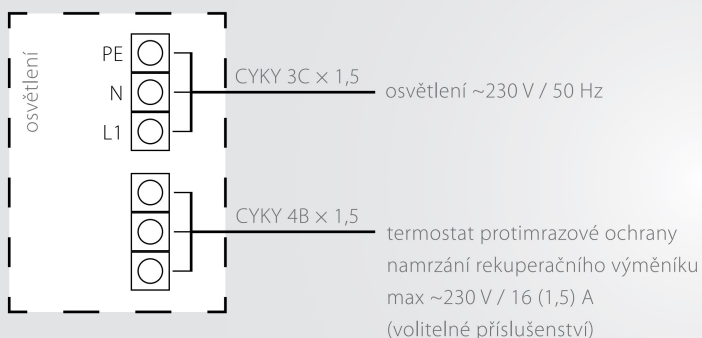 osvětlení
PE
N
L1
CYKY 3C × 1,5
osvětlení ~230 V / 50 Hz
CYKY 4B × 1,5
termostat protimrazové ochrany
namrzání rekuperačního výměníku
max ~230 V / 16 (1,5) A
(volitelné příslušenství)